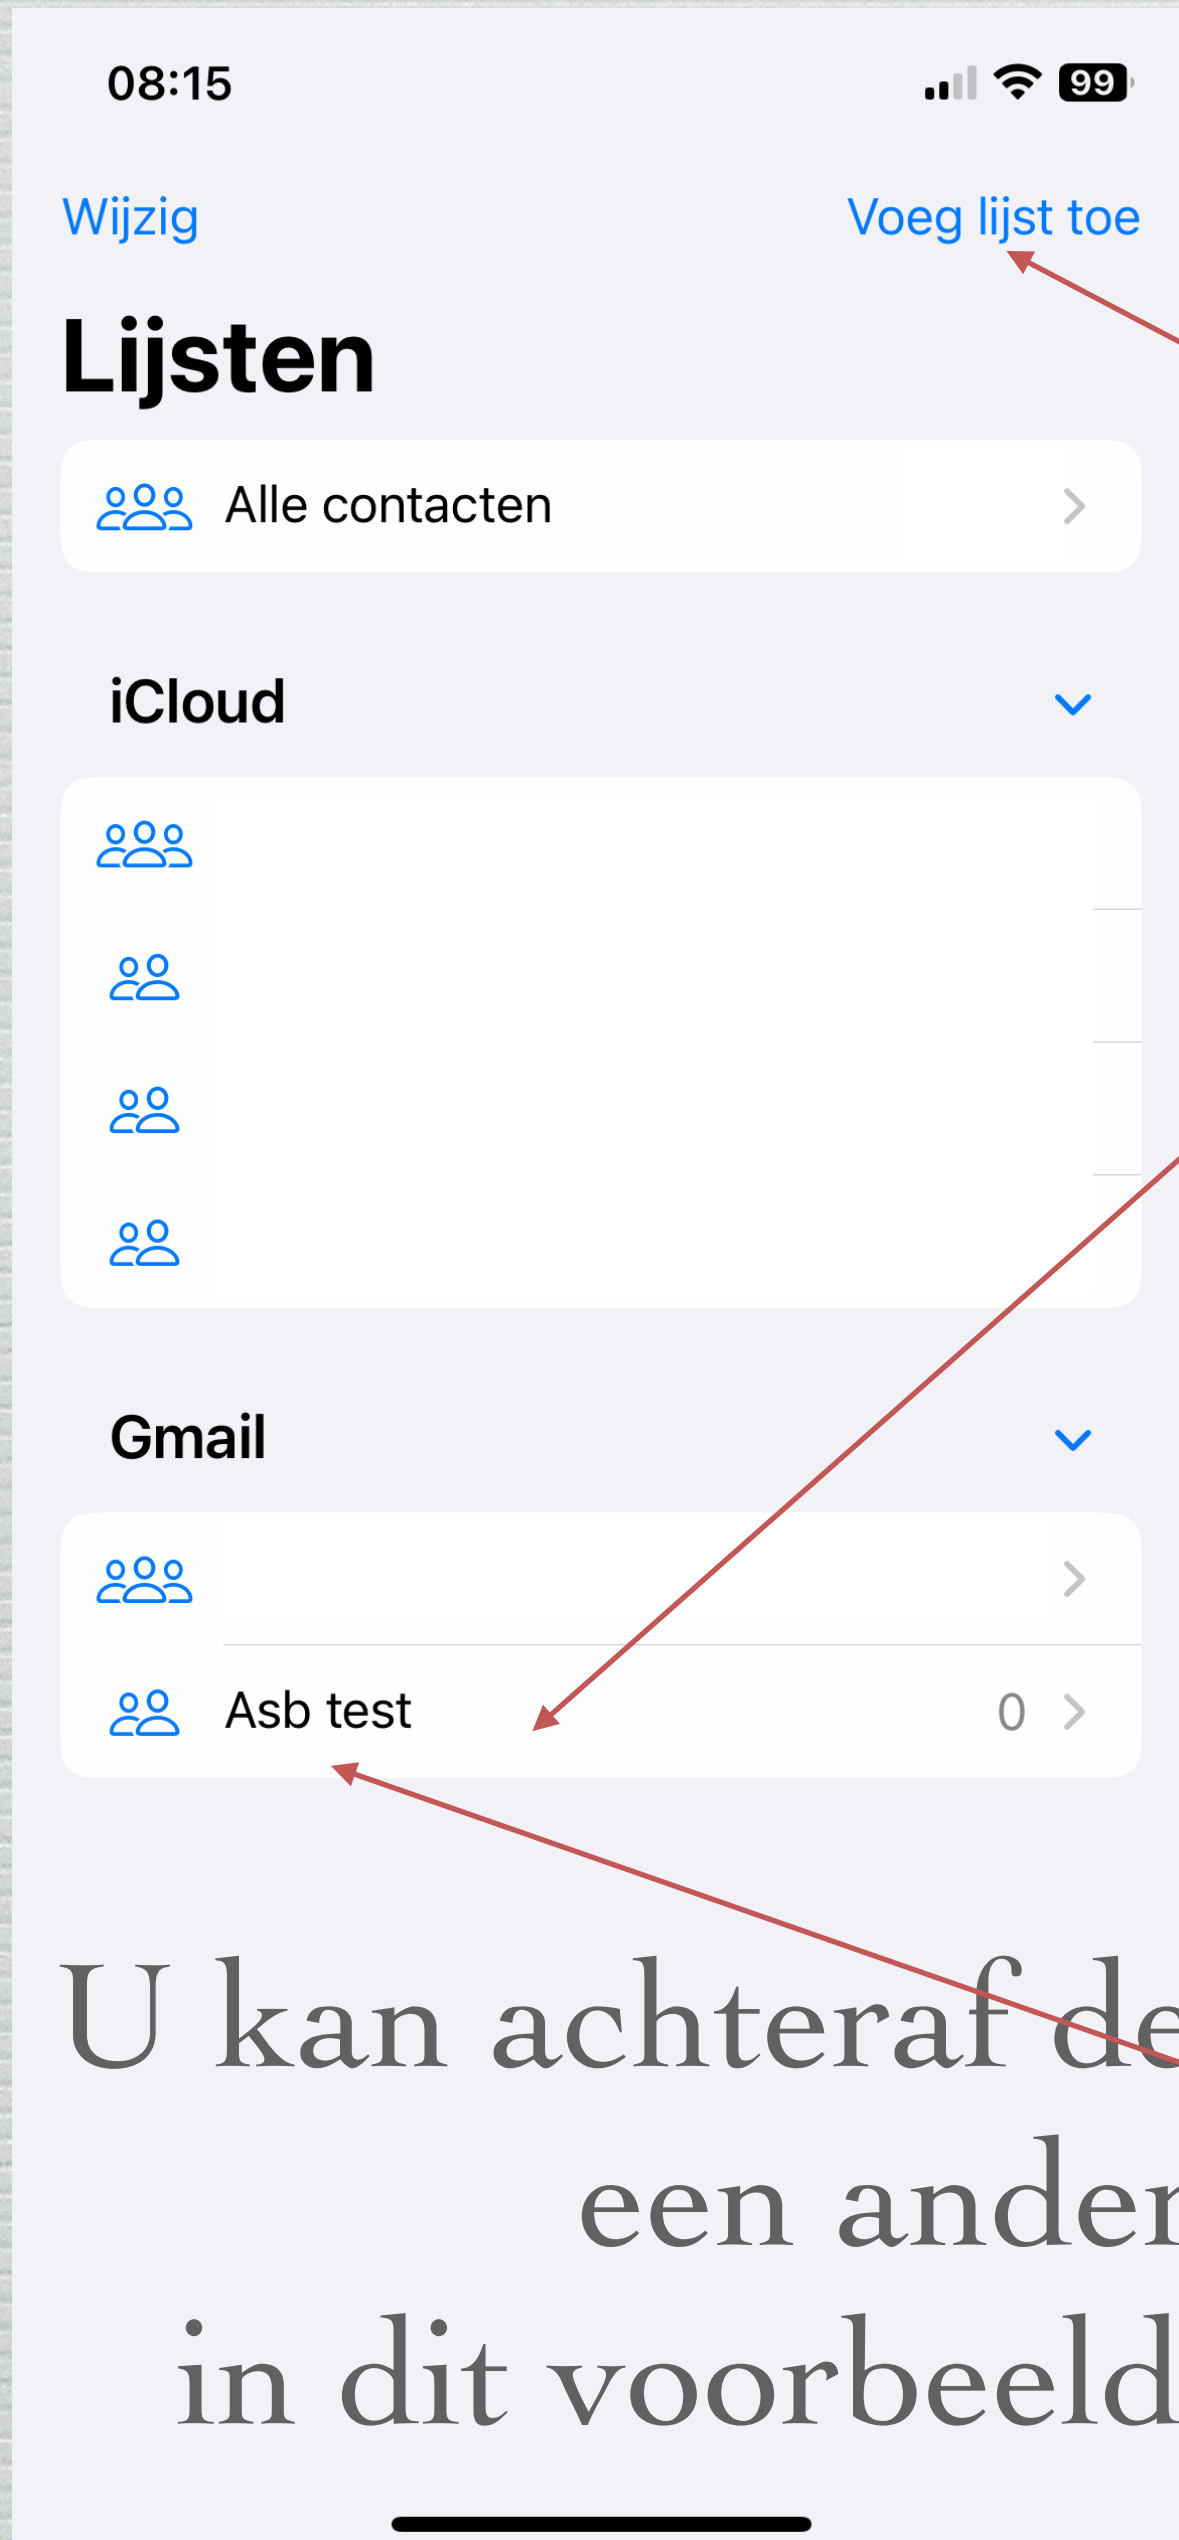 08:15 99
Wijzig Voeg lijst toe
Lijsten
Alle contacten
iCloud
Gmail
Asb test 0
U kan achteraf de
een ander
in dit voorbeeld